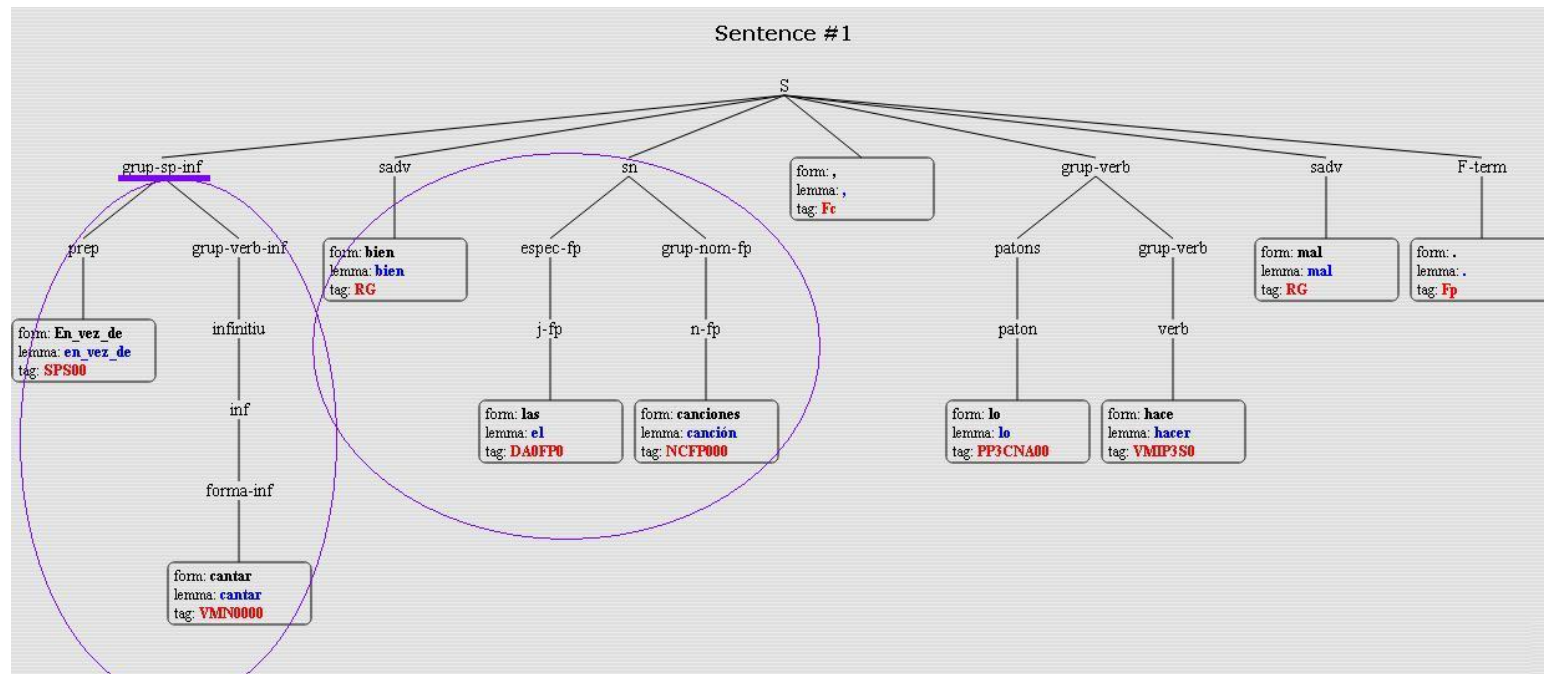 Sentence #1
S
grup-sp-inf sadv sn grup-verb sadv F-term
form: ,
lemma: ,
tag: Fc
prep grup-verb-inf espec-fp grup-nom-fp patons grup-verb
form: bien
lemma: bien
tag: RG
form: mal
lemma: mal
tag: RG
form: .
lemma: .
tag: Fp
infinitiu j-fp n-fp paton verb
form: En_vez_de
lemma: en_vez_de
tag: SPS00
inf
form: las
lemma: el
tag: DA0FP0
form: canciones
lemma: canción
tag: NCFP000
form: lo
lemma: lo
tag: PP3CNA00
form: hace
lemma: hacer
tag: VMIP3S0
forma-inf
form: cantar
lemma: cantar
tag: VMN0000